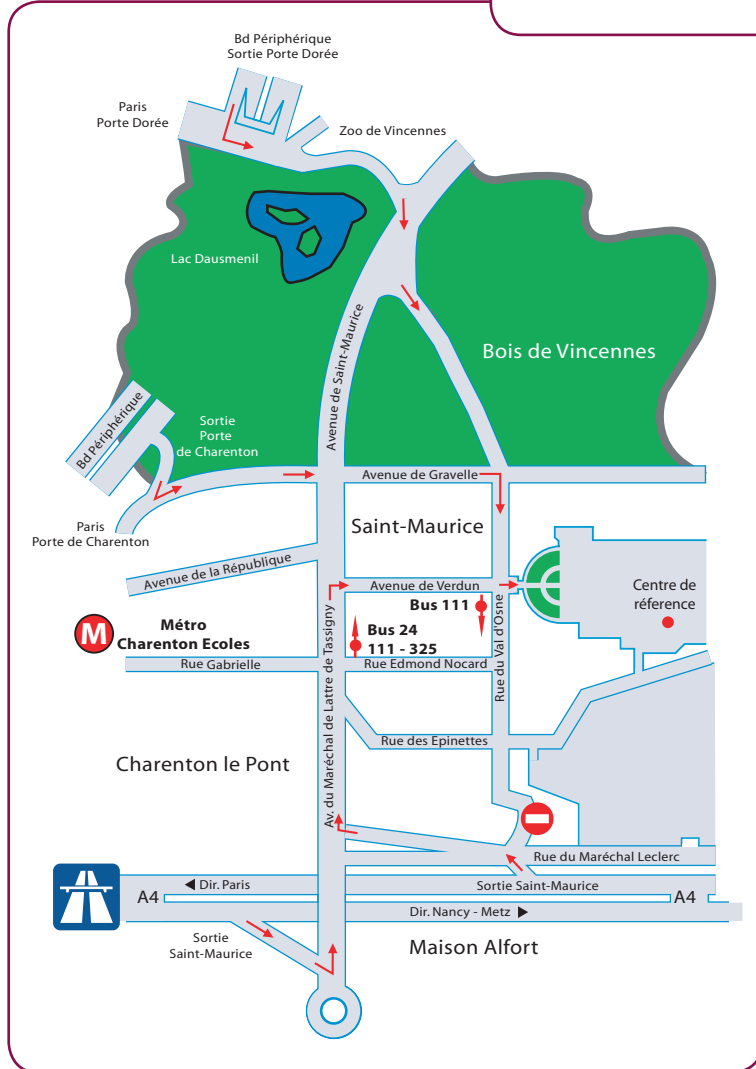 Bd Périphérique
Sortie Porte Dorée
Paris
Porte Dorée
Zoo de Vincennes
Lac Dausmenil
Bois de Vincennes
Avenue de Saint-Maurice
Bd Périphérique
Sortie
Porte
de Charenton
Avenue de Gravelle
Paris
Porte de Charenton
Saint-Maurice
Avenue de la République
Avenue de Verdun
Centre de
réference
Bus 111
M
Métro
Charenton Ecoles
Bus 24
111 - 325
Rue Gabrielle
Rue Edmond Nocard
Av. du Maréchal de Lattre de Tassigny
Rue du Val d'Osne
Rue des Epinettes
Charenton le Pont
Rue du Maréchal Leclerc
A4
◄ Dir. Paris
Sortie Saint-Maurice
A4
Dir. Nancy - Metz ►
Sortie
Saint-Maurice
Maison Alfort